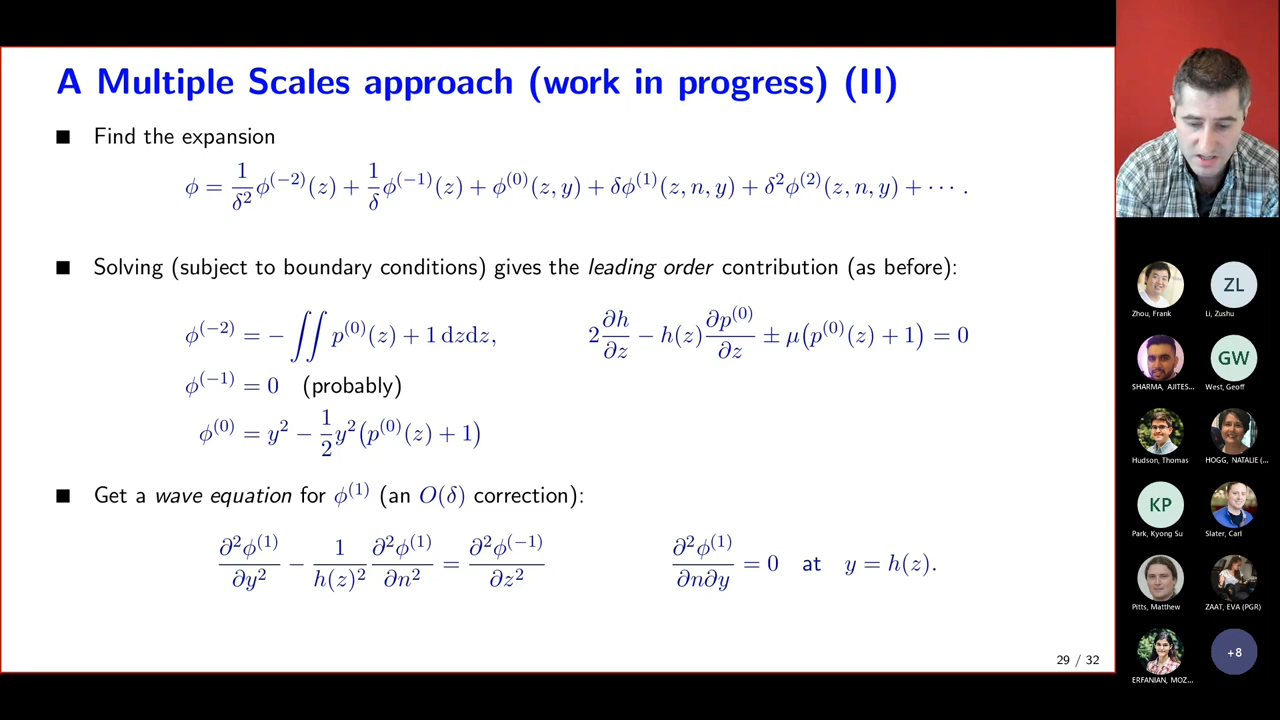 A Multiple Scales approach (work in progress) (II)
■ Find the expansion
ϕ = 1/δ² ϕ⁽⁻²⁾(z) + 1/δ ϕ⁽⁻¹⁾(z) + ϕ⁽⁰⁾(z, y) + δϕ⁽¹⁾(z, n, y) + δ²ϕ⁽²⁾(z, n, y) + ··· .
■ Solving (subject to boundary conditions) gives the leading order contribution (as before):
ϕ⁽⁻²⁾ = − ∬ p⁽⁰⁾(z) + 1 dzdz, 2 ∂h/∂z − h(z) ∂p⁽⁰⁾/∂z ± μ(p⁽⁰⁾(z) + 1) = 0
ϕ⁽⁻¹⁾ = 0 (probably)
ϕ⁽⁰⁾ = y² − 1/2 y²(p⁽⁰⁾(z) + 1)
■ Get a wave equation for ϕ⁽¹⁾ (an O(δ) correction):
∂²ϕ⁽¹⁾/∂y² − 1/h(z)² ∂²ϕ⁽¹⁾/∂n² = ∂²ϕ⁽⁻¹⁾/∂z² ∂²ϕ⁽¹⁾/∂n∂y = 0 at y = h(z).
29 / 32
Zhou, Frank
ZL
Li, Zushu
SHARMA, AJITES...
GW
West, Geoff
Hudson, Thomas
HOGG, NATALIE (...
KP
Park, Kyong Su
Slater, Carl
Pitts, Matthew
ZAAT, EVA (PGR)
ERFANIAN, MOZ...
+8